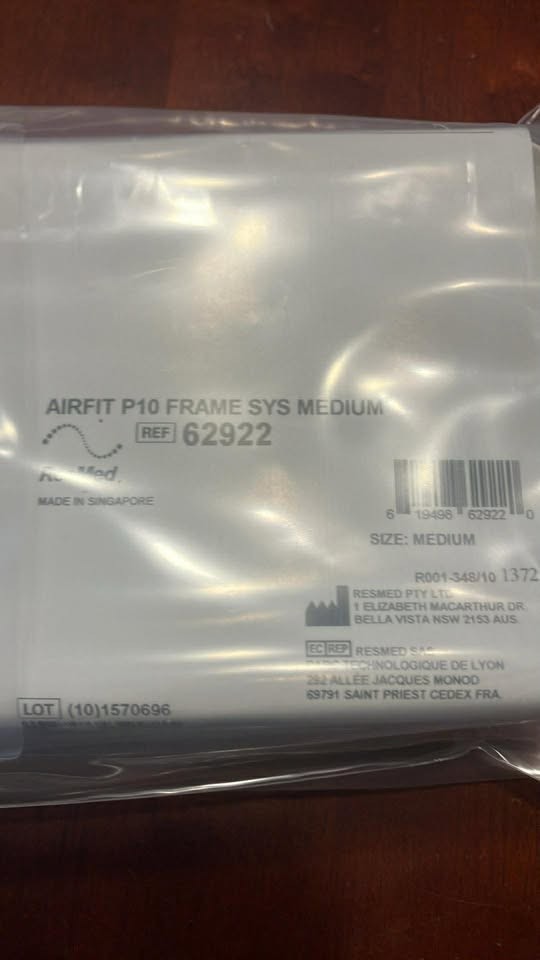 AIRFIT P10 FRAME SYS MEDIUM
REF 62922
ResMed
MADE IN SINGAPORE
6 19498 62922 0
SIZE: MEDIUM
R001-348/10 1372
RESMED PTY LTD
1 ELIZABETH MACARTHUR DR
BELLA VISTA NSW 2153 AUS.
EC REP RESMED SAS
PARC TECHNOLOGIQUE DE LYON
292 ALLÉE JACQUES MONOD
69791 SAINT PRIEST CEDEX FRA.
LOT (10)1570696